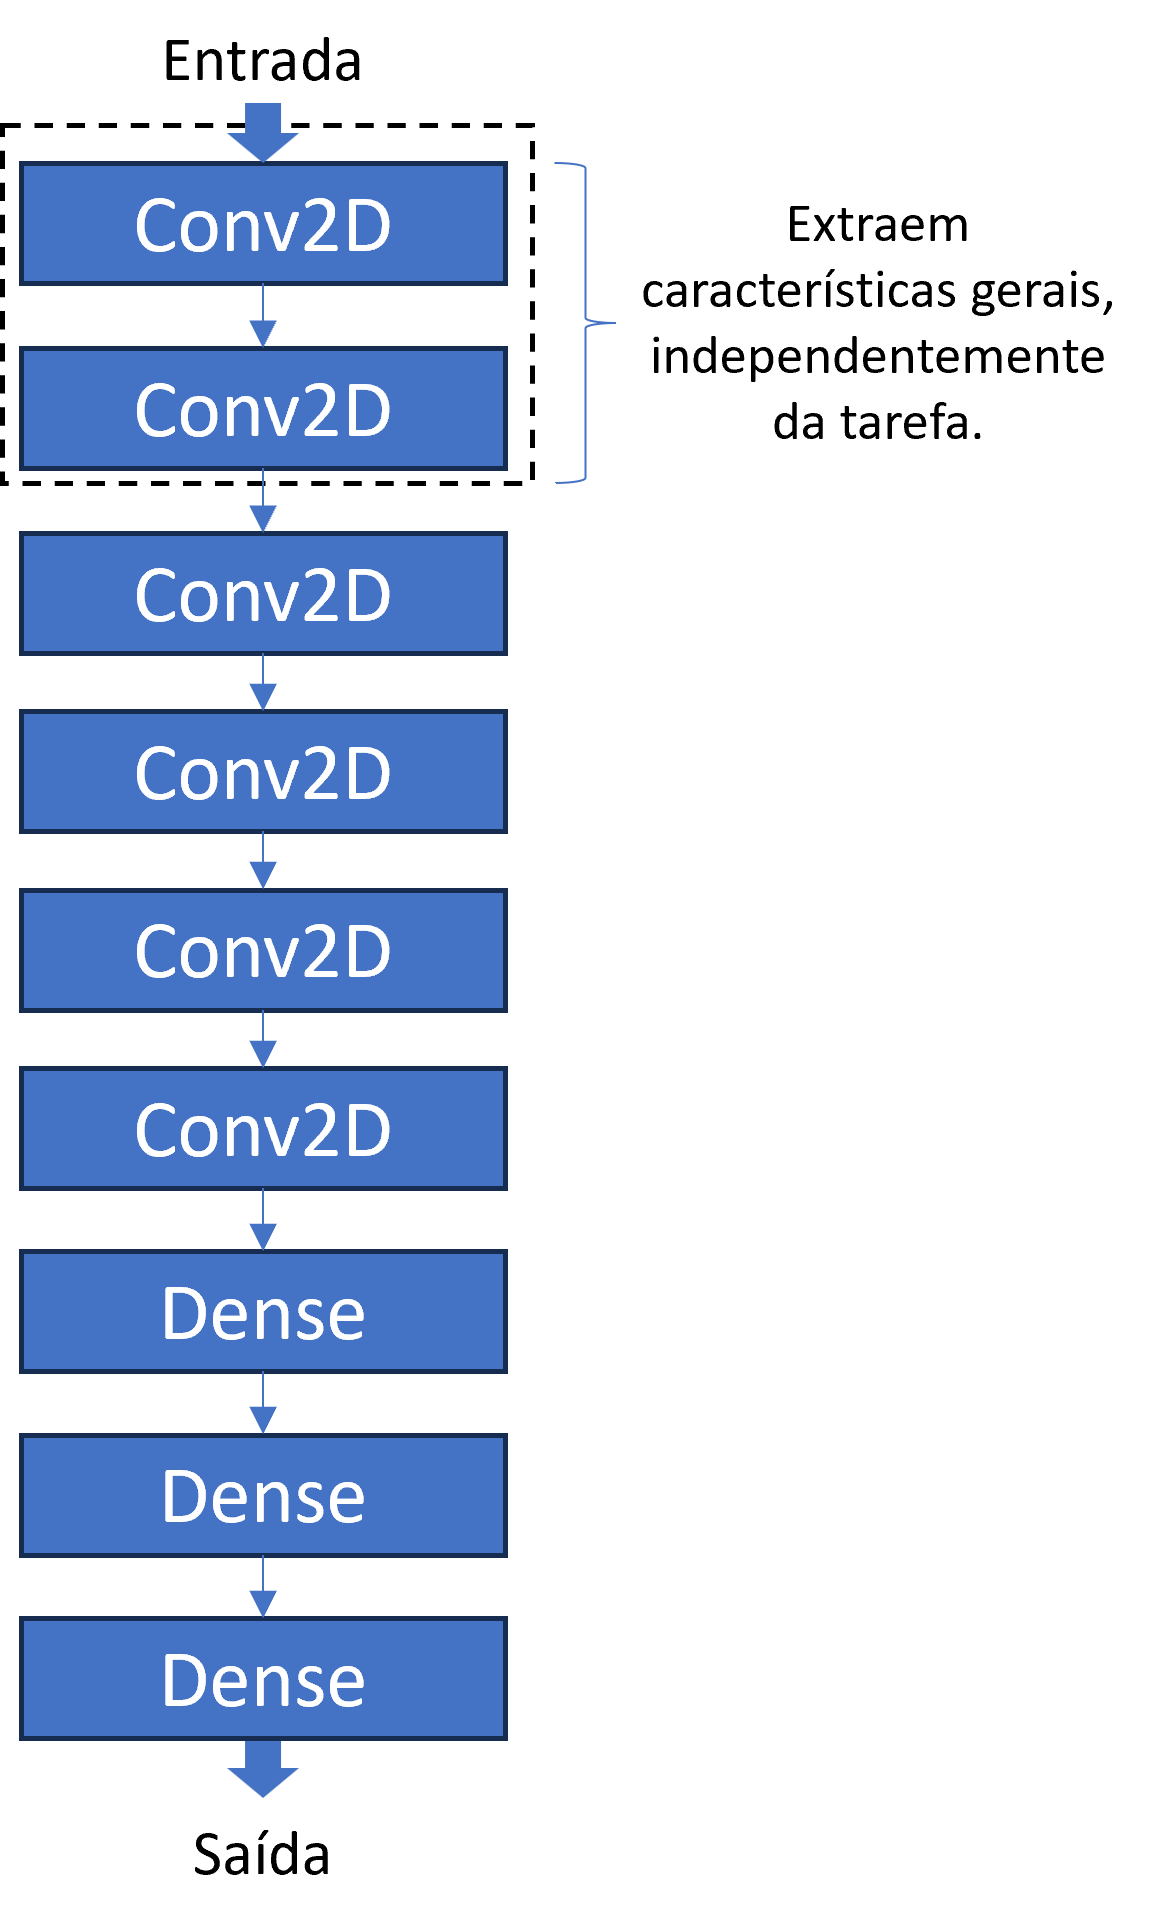 Entrada
Conv2D
Conv2D
Extraem
características gerais,
independentemente
da tarefa.
Conv2D
Conv2D
Conv2D
Conv2D
Dense
Dense
Dense
Saída